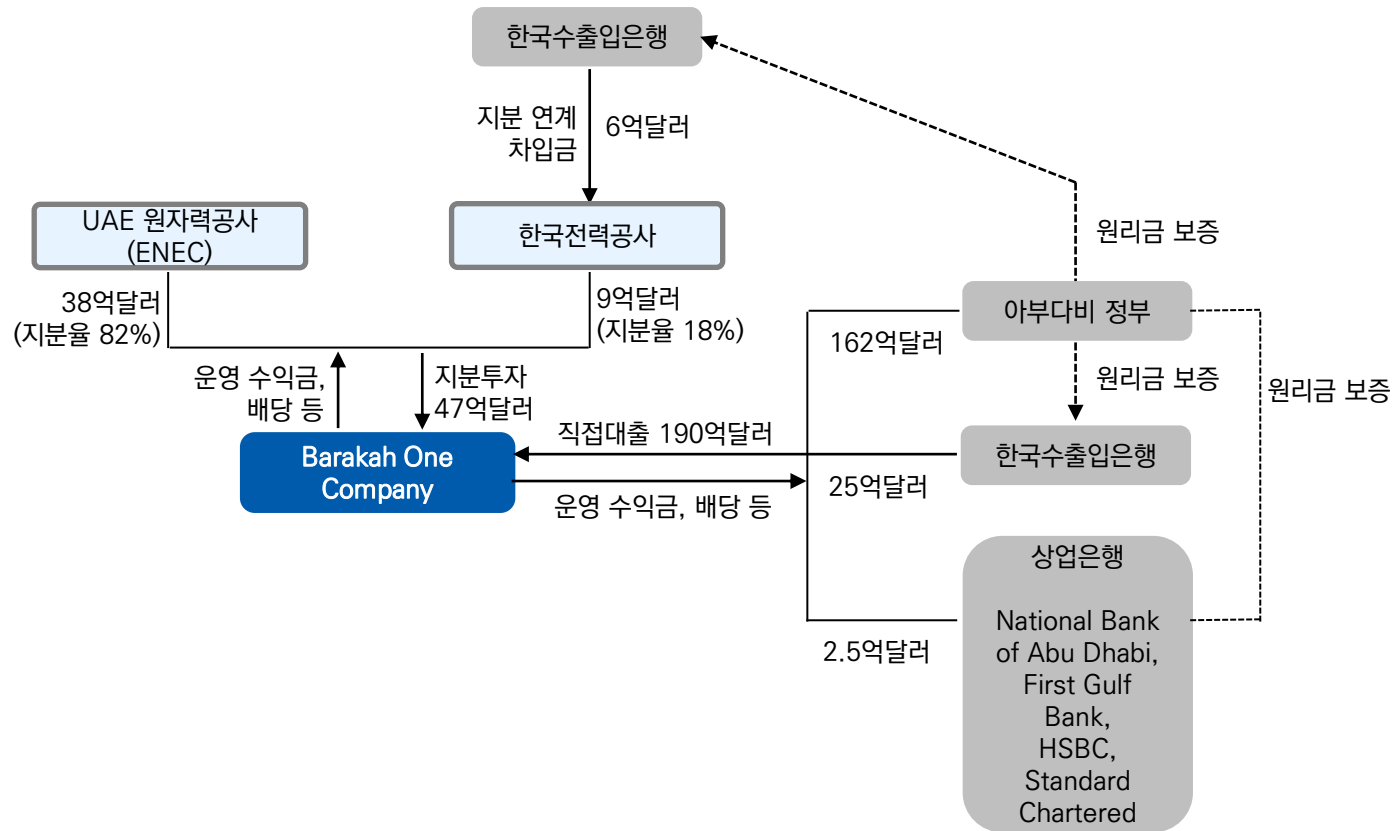 한국수출입은행
지분 연계
차입금
6억달러
UAE 원자력공사
(ENEC)
한국전력공사
원리금 보증
38억달러
(지분율 82%)
9억달러
(지분율 18%)
아부다비 정부
162억달러
운영 수익금,
배당 등
지분투자
47억달러
원리금 보증
원리금 보증
Barakah One
Company
직접대출 190억달러
한국수출입은행
운영 수익금, 배당 등
25억달러
상업은행
National Bank
of Abu Dhabi,
First Gulf
Bank,
HSBC,
Standard
Chartered
2.5억달러